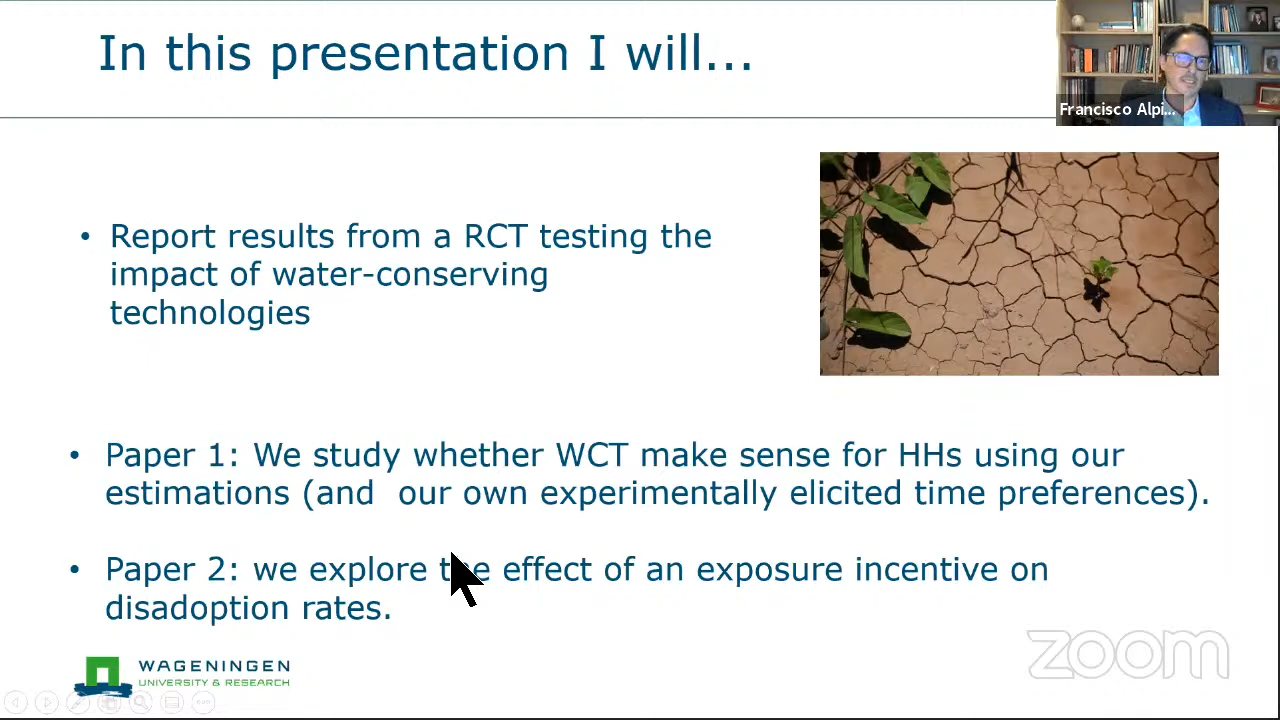 In this presentation I will...
Francisco Alpi...
• Report results from a RCT testing the
impact of water-conserving
technologies
• Paper 1: We study whether WCT make sense for HHs using our
estimations (and our own experimentally elicited time preferences).
• Paper 2: we explore the effect of an exposure incentive on
disadoption rates.
WAGENINGEN
UNIVERSITY & RESEARCH
zoom